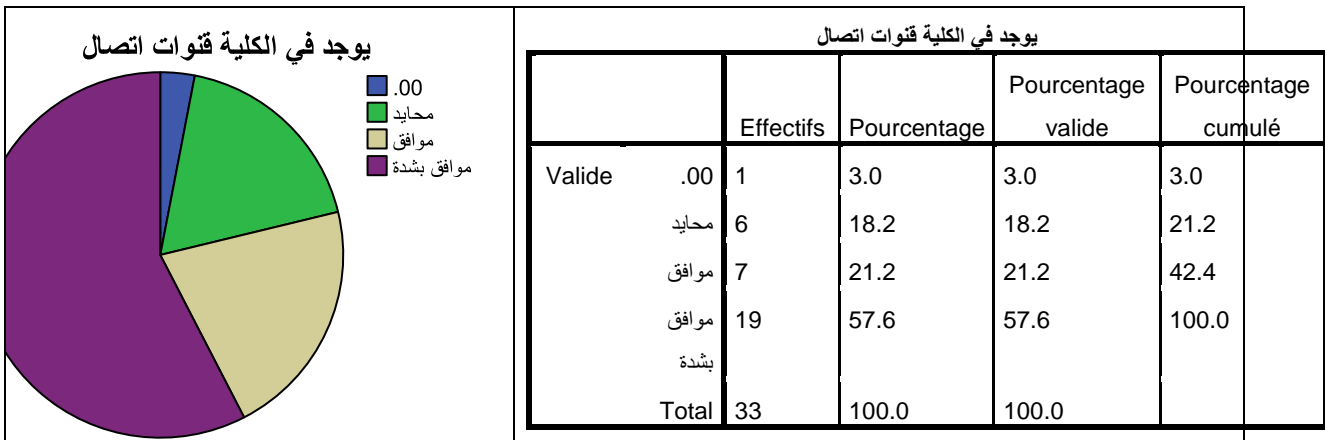 يوجد في الكلية قنوات اتصال
.00
محايد
موافق
موافق بشدة
يوجد في الكلية قنوات اتصال
Effectifs Pourcentage Pourcentage valide Pourcentage cumulé
Valide .00 1 3.0 3.0 3.0
محايد 6 18.2 18.2 21.2
موافق 7 21.2 21.2 42.4
موافق بشدة 19 57.6 57.6 100.0
Total 33 100.0 100.0